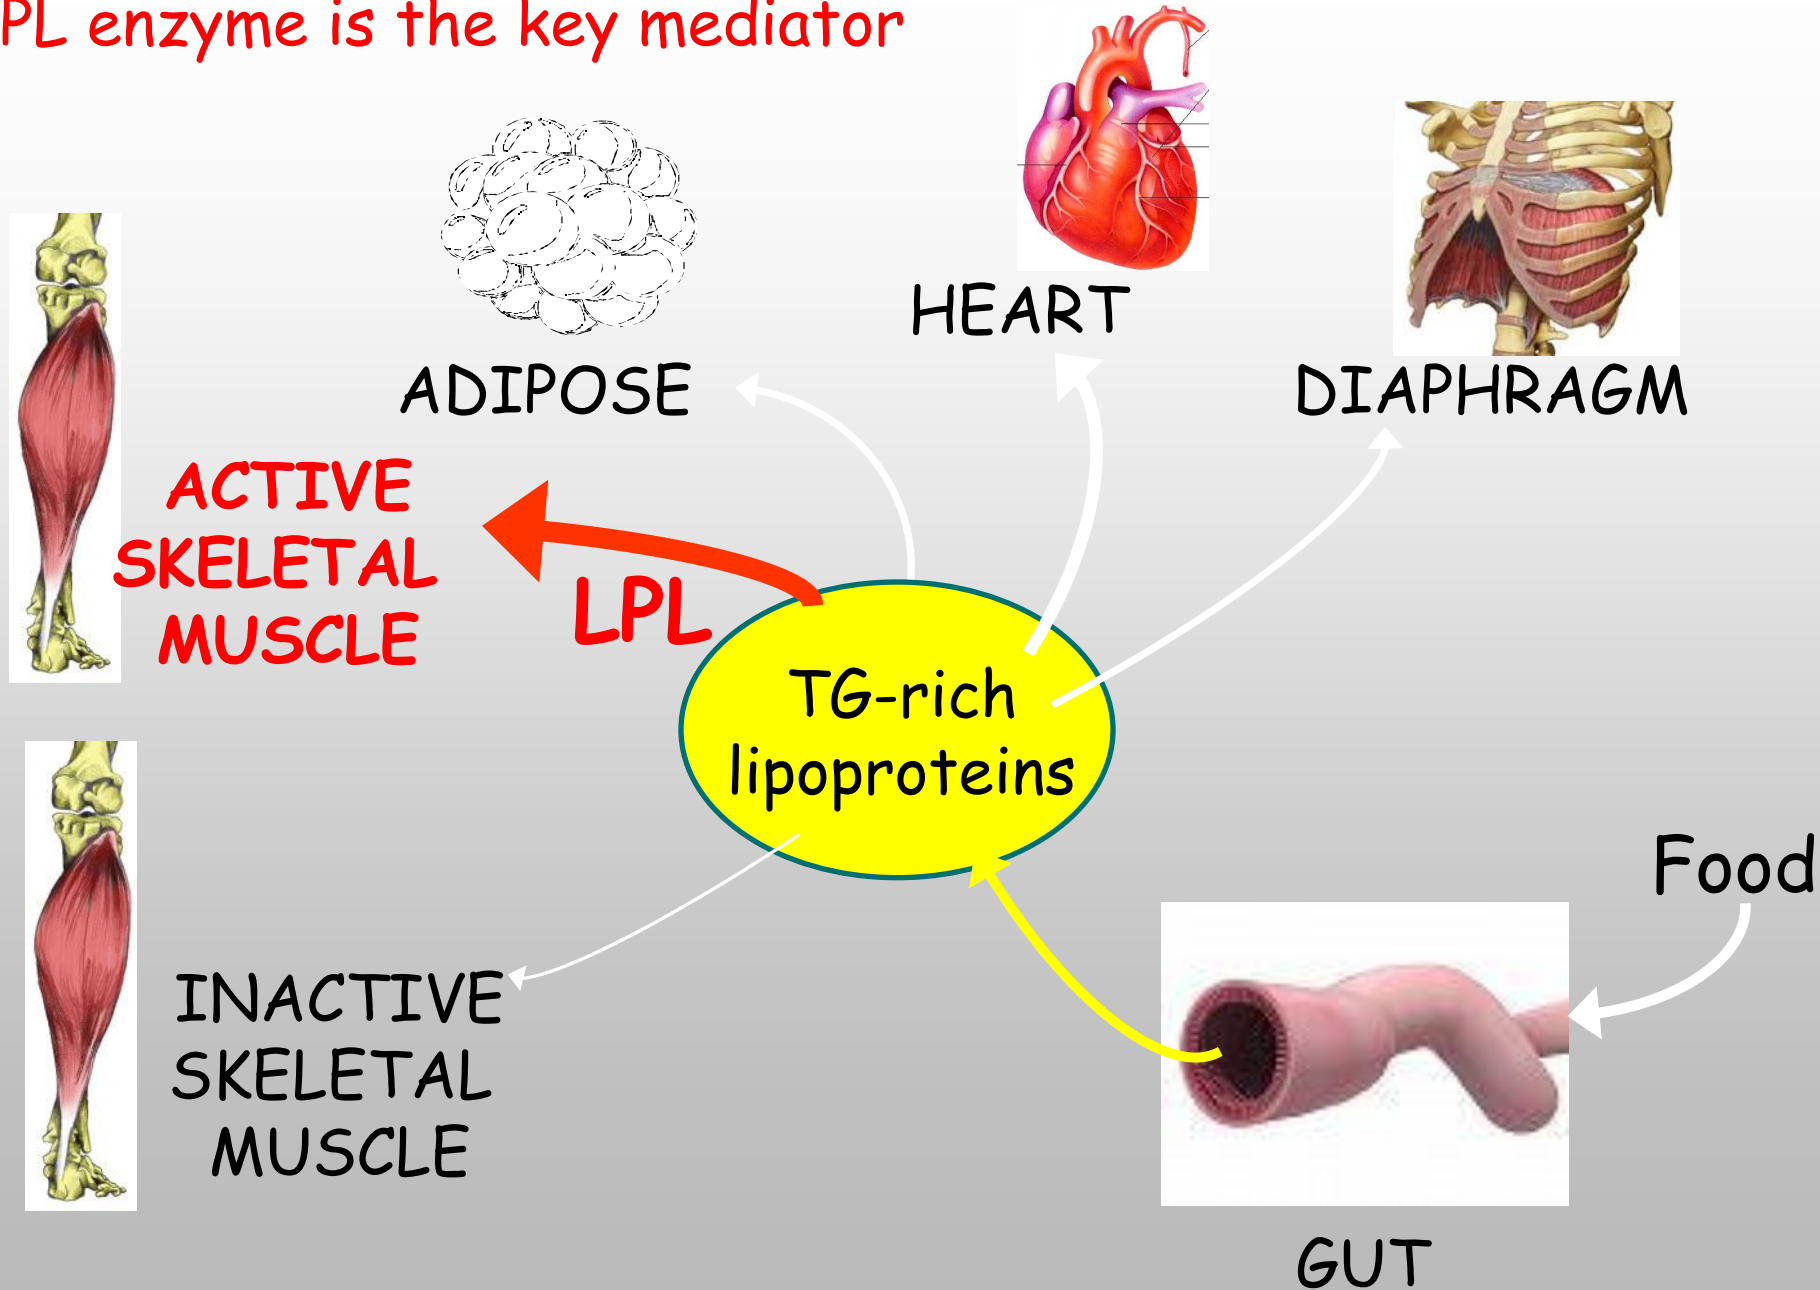 PL enzyme is the key mediator
HEART
ADIPOSE
DIAPHRAGM
ACTIVE
SKELETAL
MUSCLE
LPL
TG-rich
lipoproteins
Food
INACTIVE
SKELETAL
MUSCLE
GUT